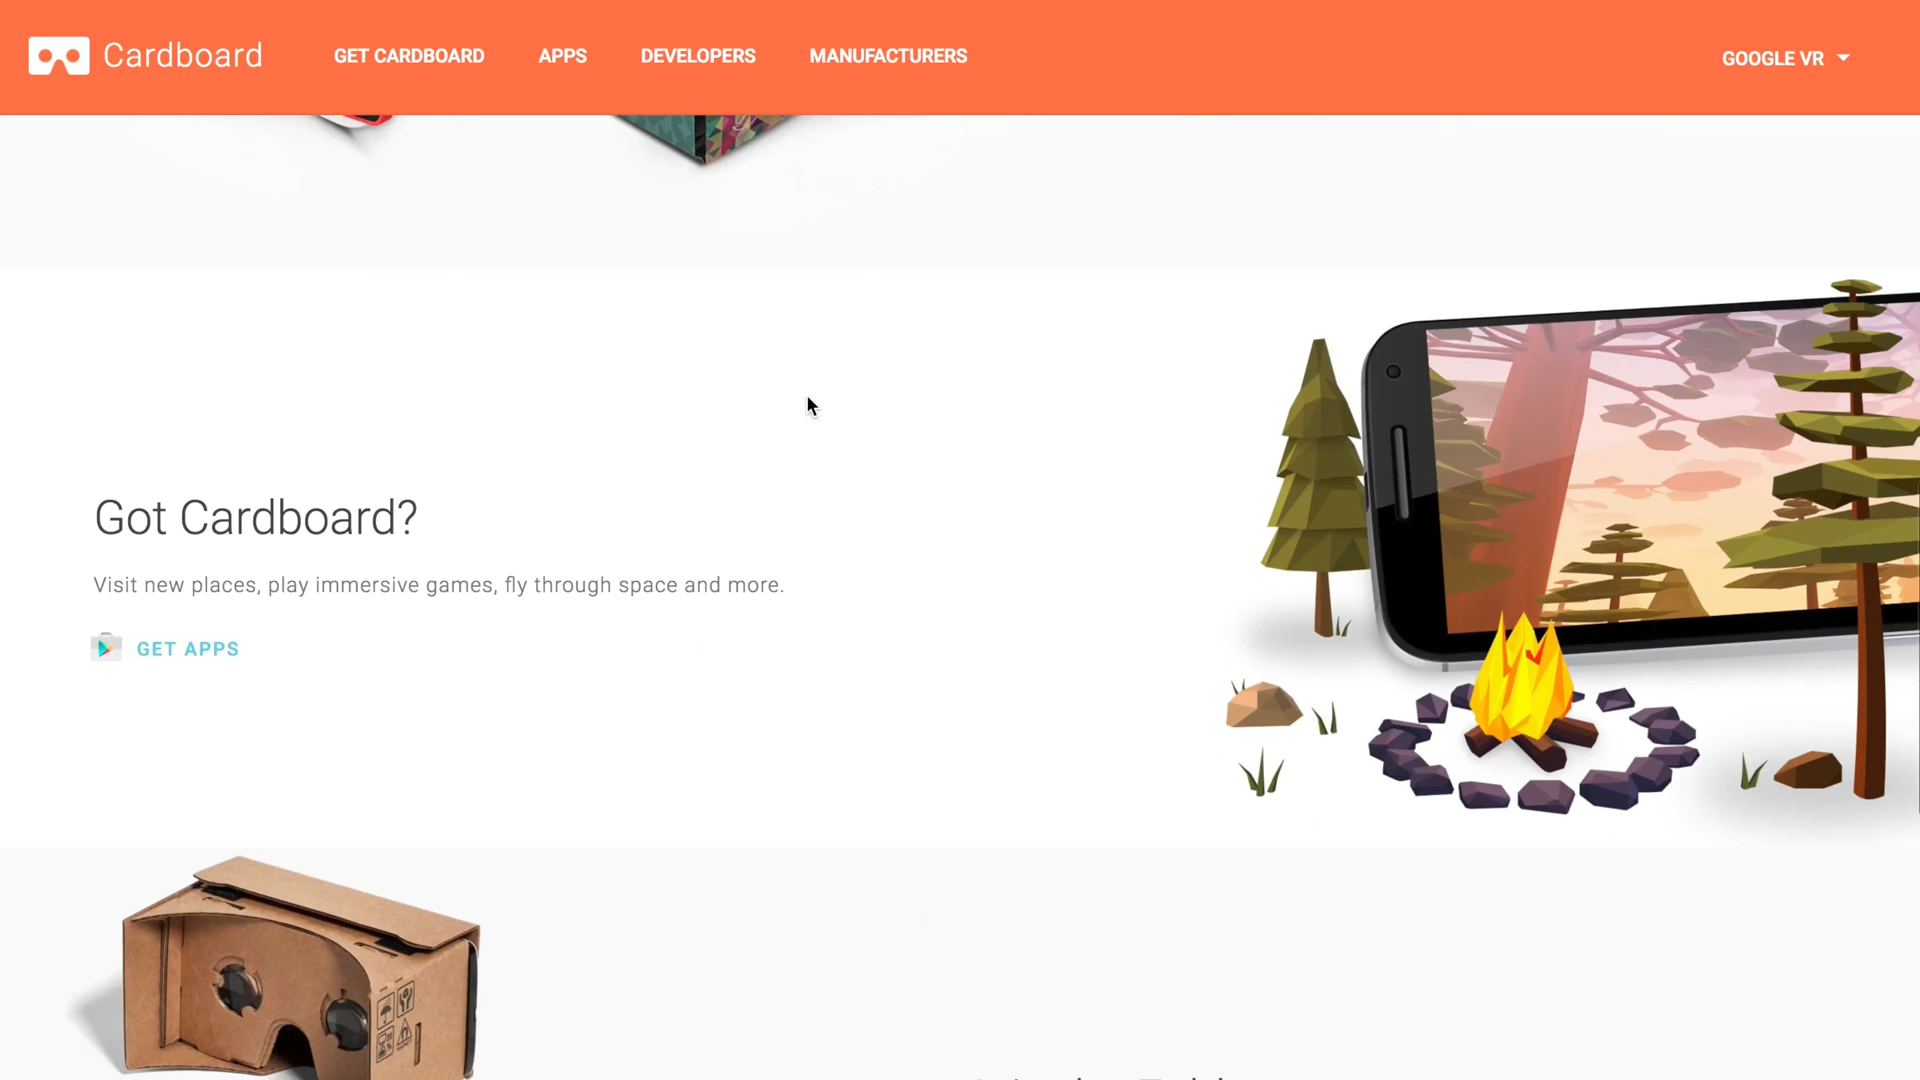 Cardboard
GET CARDBOARD
APPS
DEVELOPERS
MANUFACTURERS
GOOGLE VR
Got Cardboard?
Visit new places, play immersive games, fly through space and more.
GET APPS